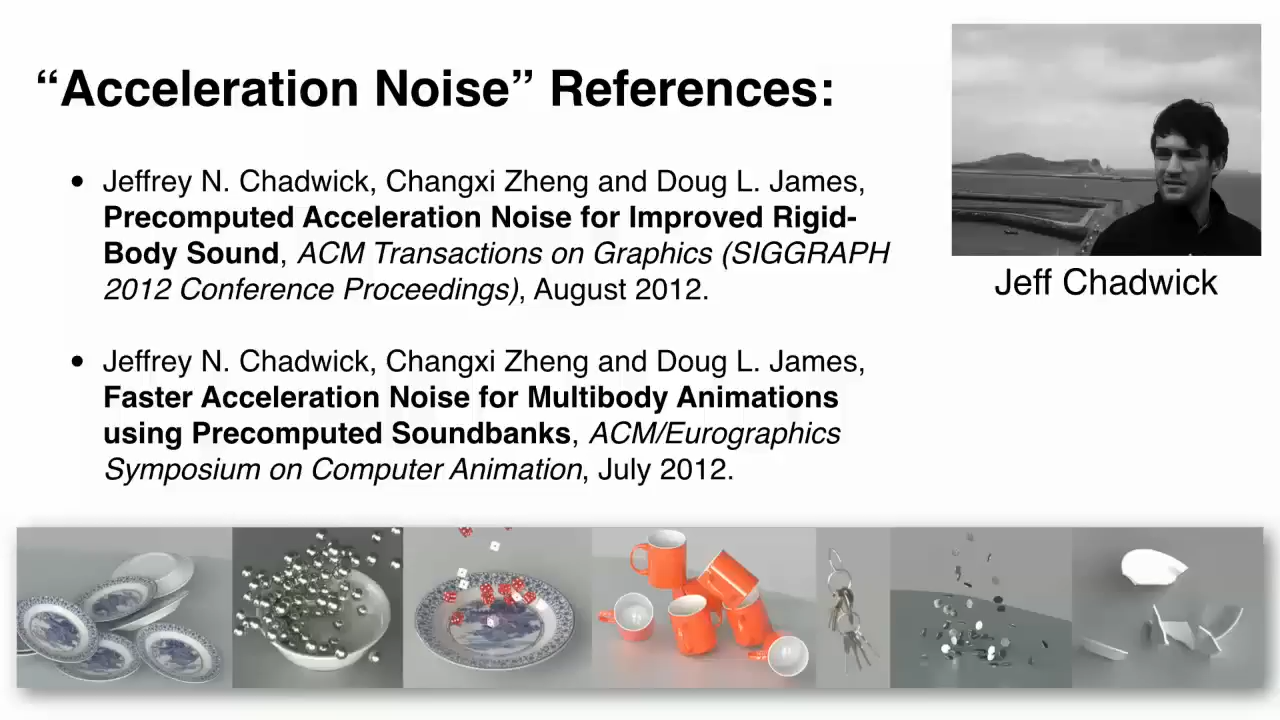 “Acceleration Noise” References:
• Jeffrey N. Chadwick, Changxi Zheng and Doug L. James,
Precomputed Acceleration Noise for Improved Rigid-
Body Sound, ACM Transactions on Graphics (SIGGRAPH
2012 Conference Proceedings), August 2012.
• Jeffrey N. Chadwick, Changxi Zheng and Doug L. James,
Faster Acceleration Noise for Multibody Animations
using Precomputed Soundbanks, ACM/Eurographics
Symposium on Computer Animation, July 2012.
Jeff Chadwick